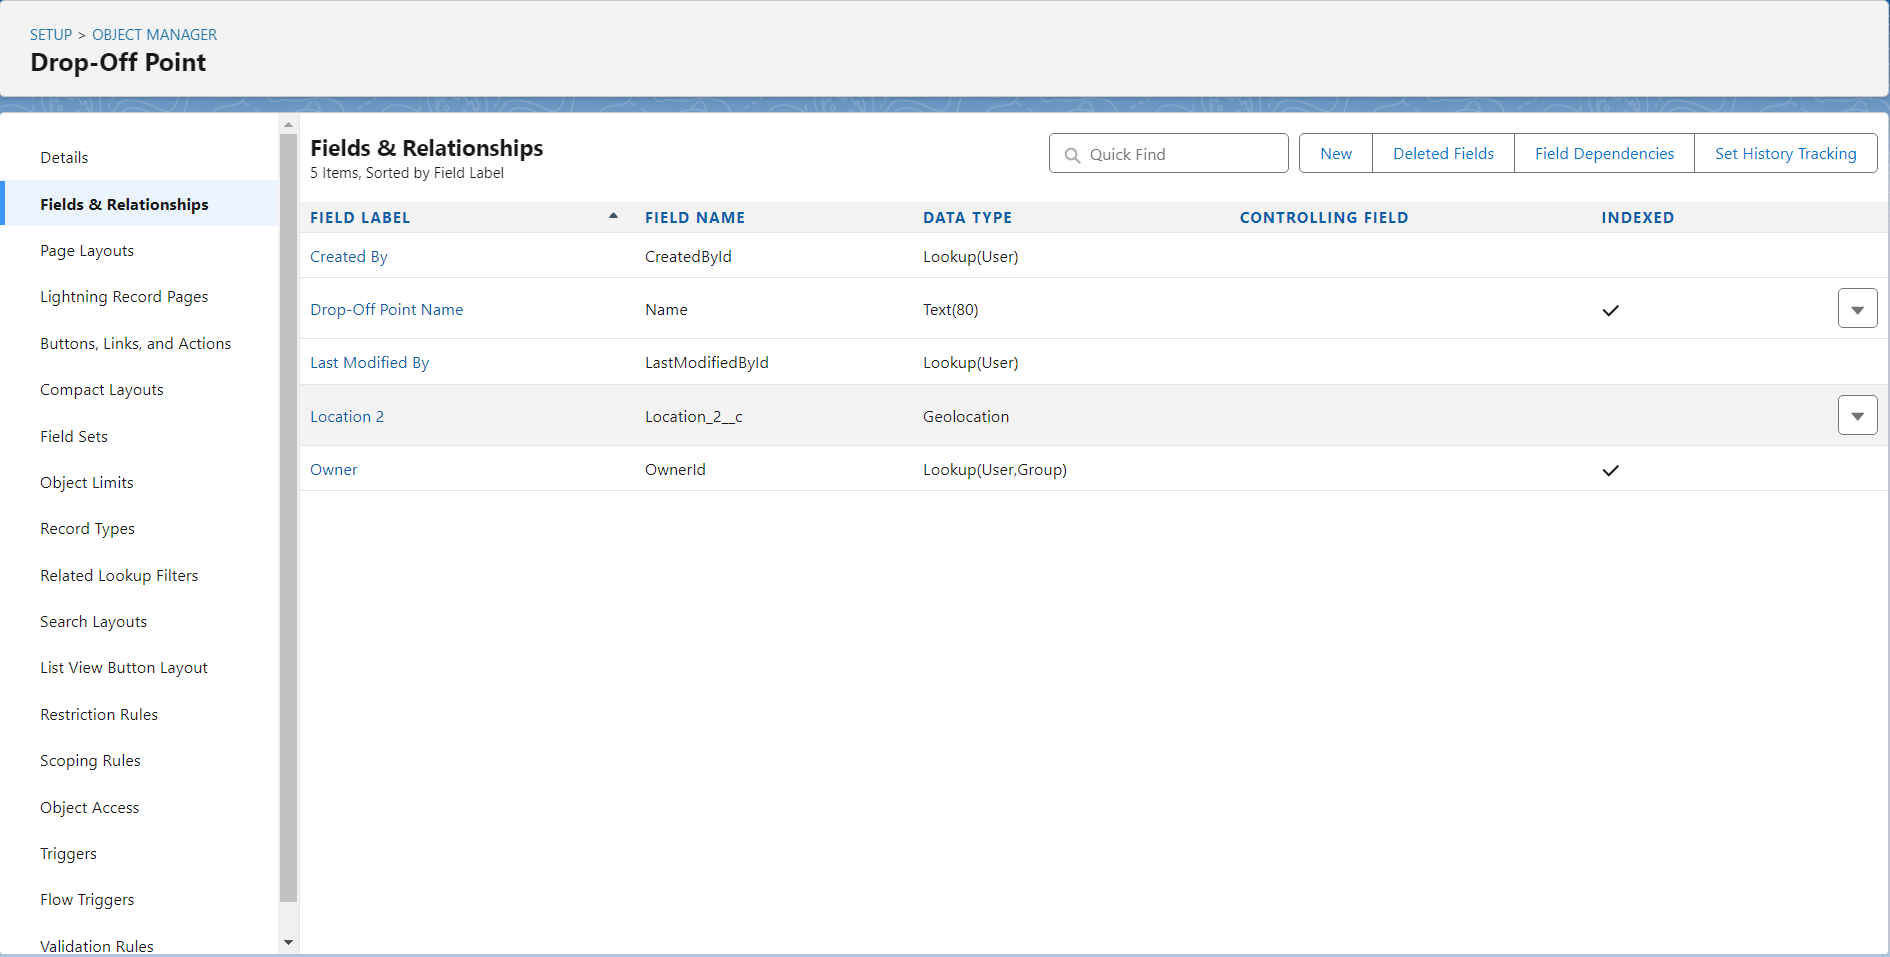 SETUP > OBJECT MANAGER
Drop-Off Point
Details
Fields & Relationships
Page Layouts
Lightning Record Pages
Buttons, Links, and Actions
Compact Layouts
Field Sets
Object Limits
Record Types
Related Lookup Filters
Search Layouts
List View Button Layout
Restriction Rules
Scoping Rules
Object Access
Triggers
Flow Triggers
Validation Rules
Fields & Relationships
5 Items, Sorted by Field Label
Quick Find
New Deleted Fields Field Dependencies Set History Tracking
FIELD LABEL FIELD NAME DATA TYPE CONTROLLING FIELD INDEXED
Created By CreatedById Lookup(User)
Drop-Off Point Name Name Text(80)
Last Modified By LastModifiedById Lookup(User)
Location 2 Location_2__c Geolocation
Owner OwnerId Lookup(User,Group)